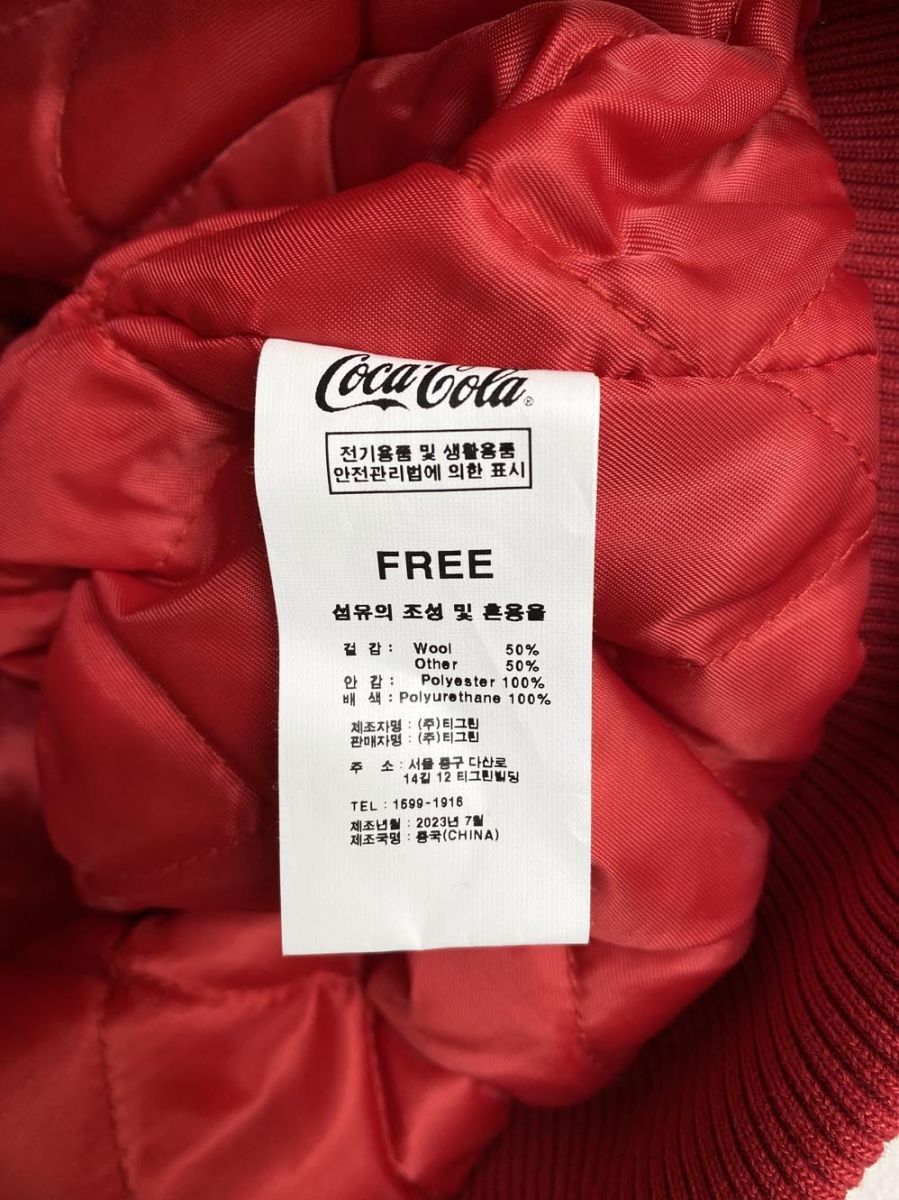 Coca-Cola®
전기용품 및 생활용품
안전관리법에 의한 표시
FREE
섬유의 조성 및 혼용율
겉 감 : Wool 50%
Other 50%
안 감 : Polyester 100%
배 색 : Polyurethane 100%
제조자명 : (주)티그린
판매자명 : (주)티그린
주 소 : 서울 중구 다산로
14길 12 티그린빌딩
TEL : 1599-1916
제조년월 : 2023년 7월
제조국명 : 중국(CHINA)